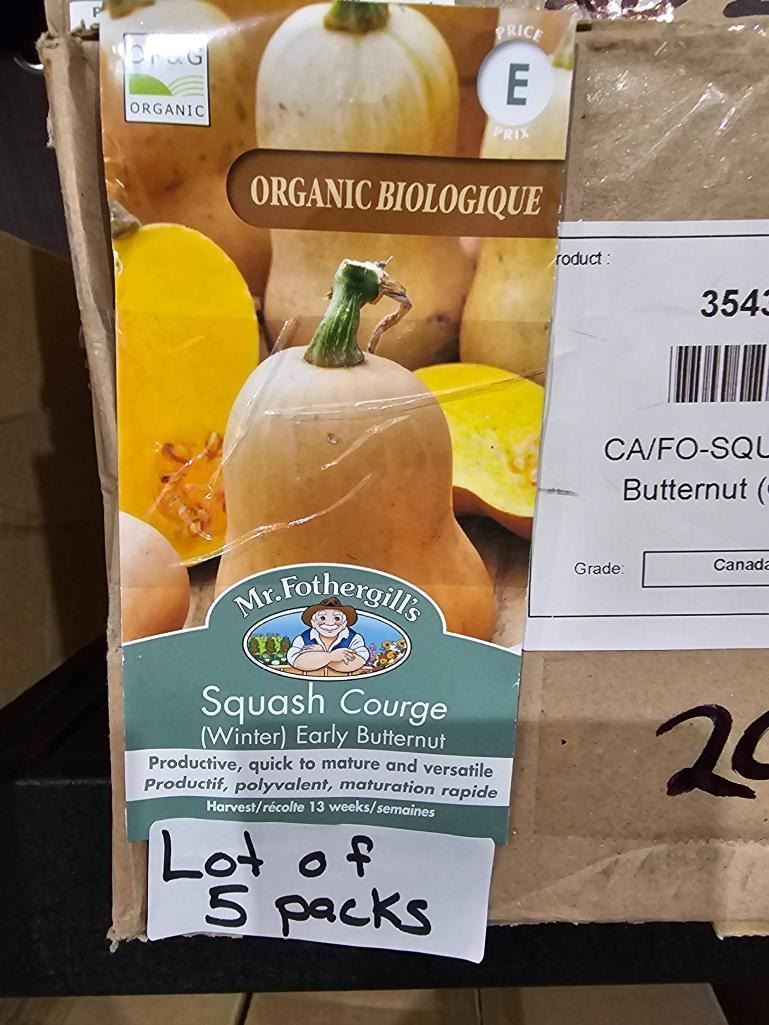 OF&G
ORGANIC
PRICE
E
PRIX
ORGANIC BIOLOGIQUE
Mr. Fothergill's
Squash Courge
(Winter) Early Butternut
Productive, quick to mature and versatile
Productif, polyvalent, maturation rapide
Harvest/récolte 13 weeks/semaines
Lot of
5 packs
roduct :
3543
CA/FO-SQU
Butternut (
Grade:
Canada
20